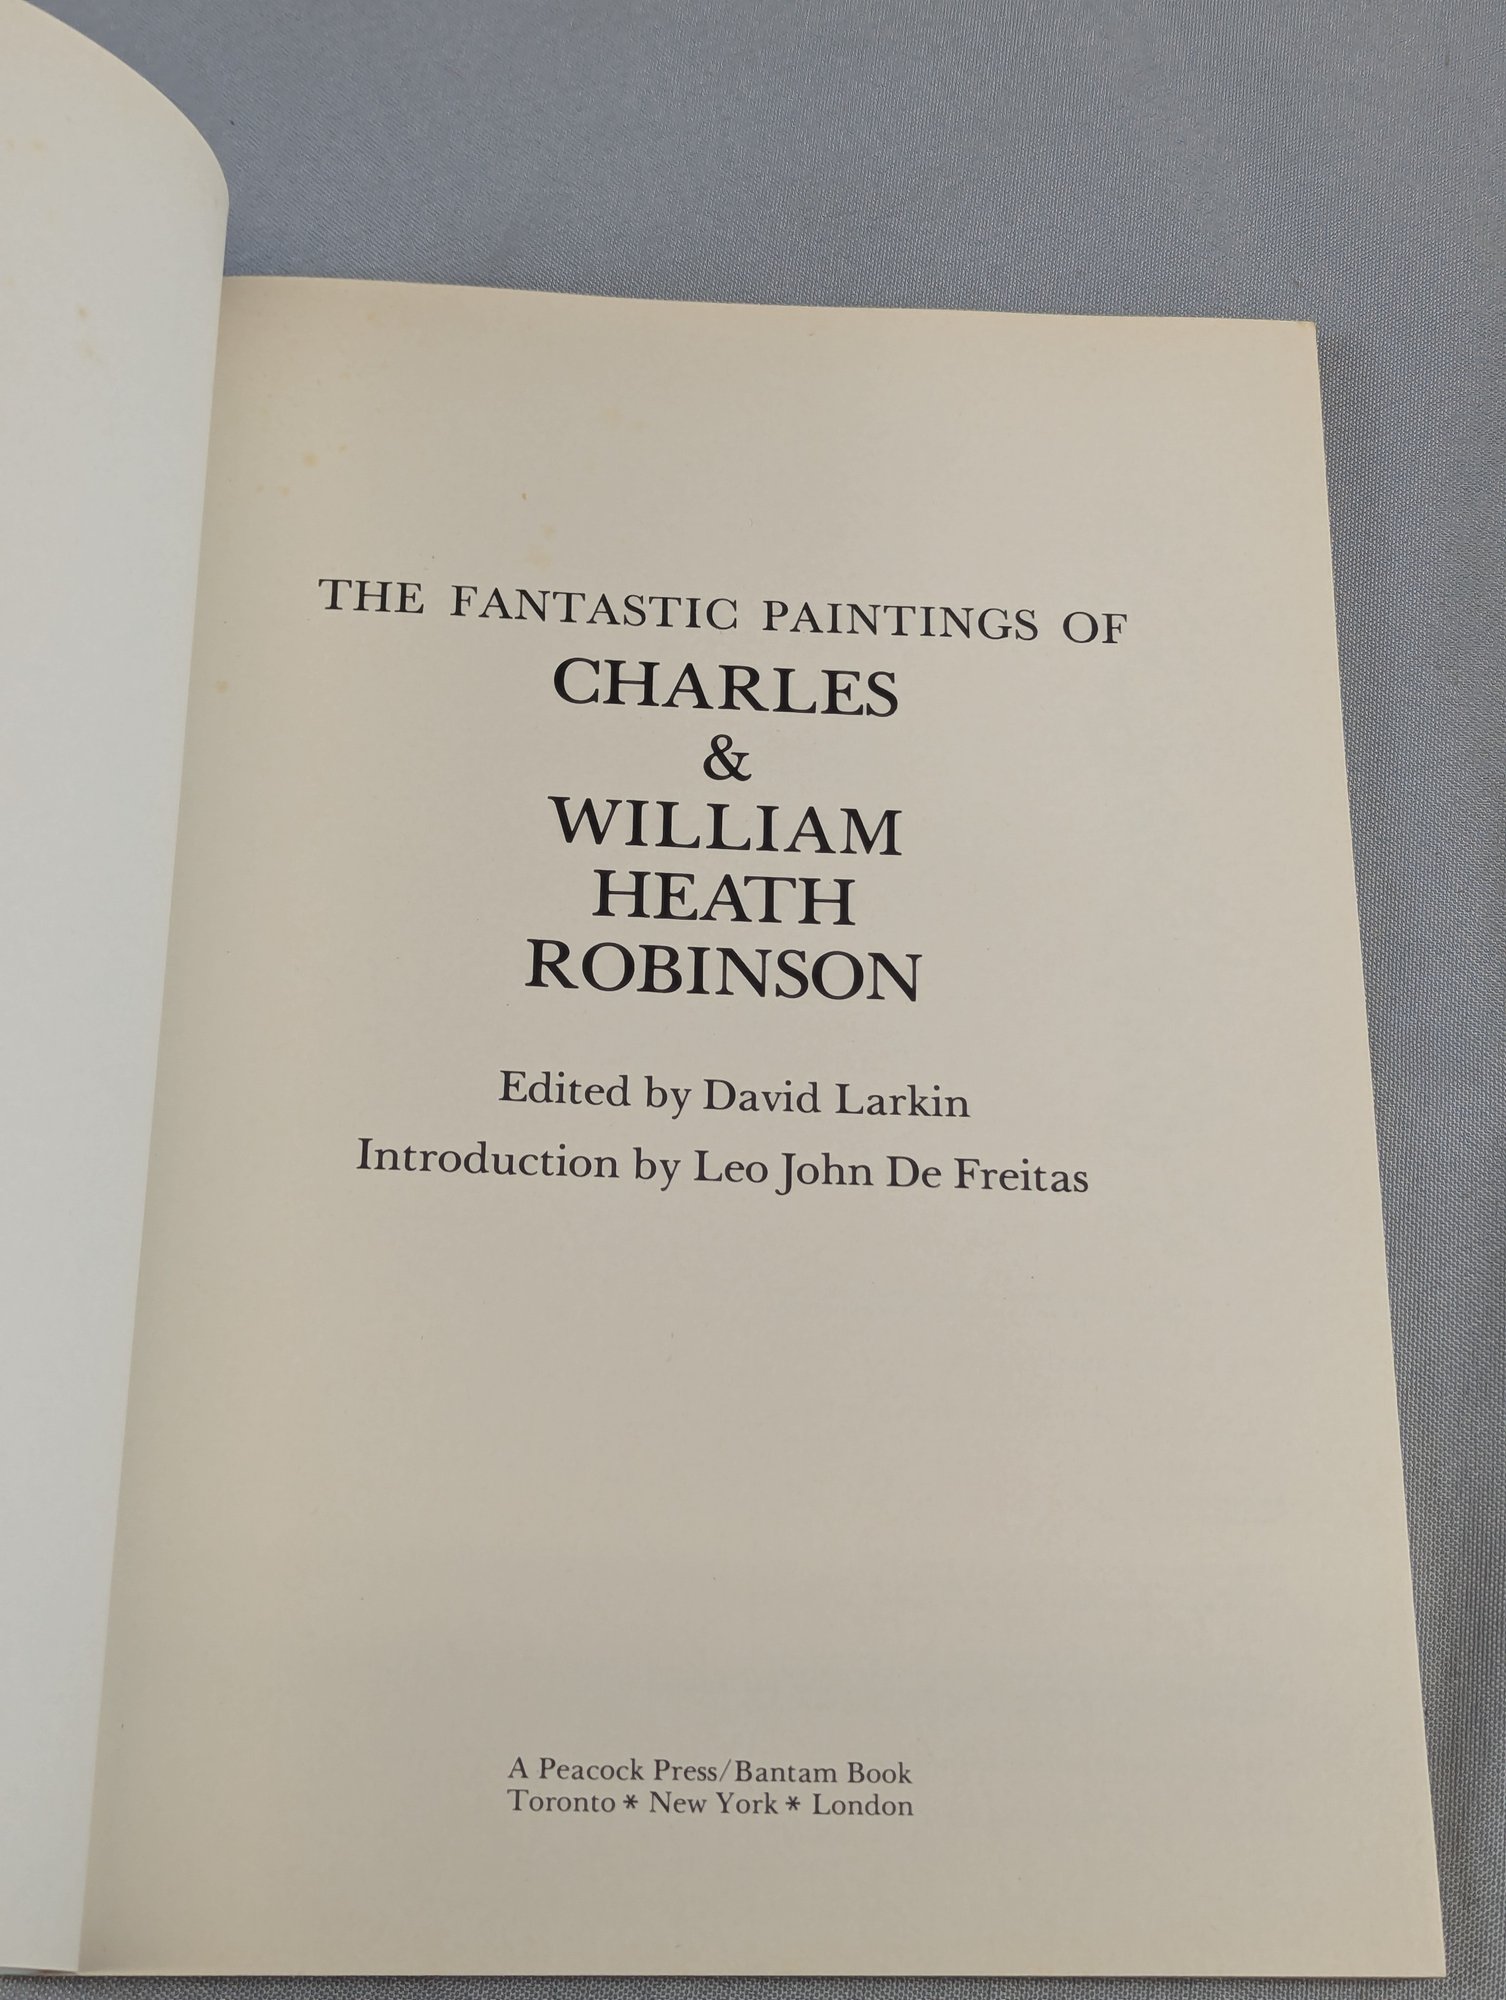 THE FANTASTIC PAINTINGS OF
CHARLES
&
WILLIAM
HEATH
ROBINSON
Edited by David Larkin
Introduction by Leo John De Freitas
A Peacock Press/Bantam Book
Toronto * New York * London